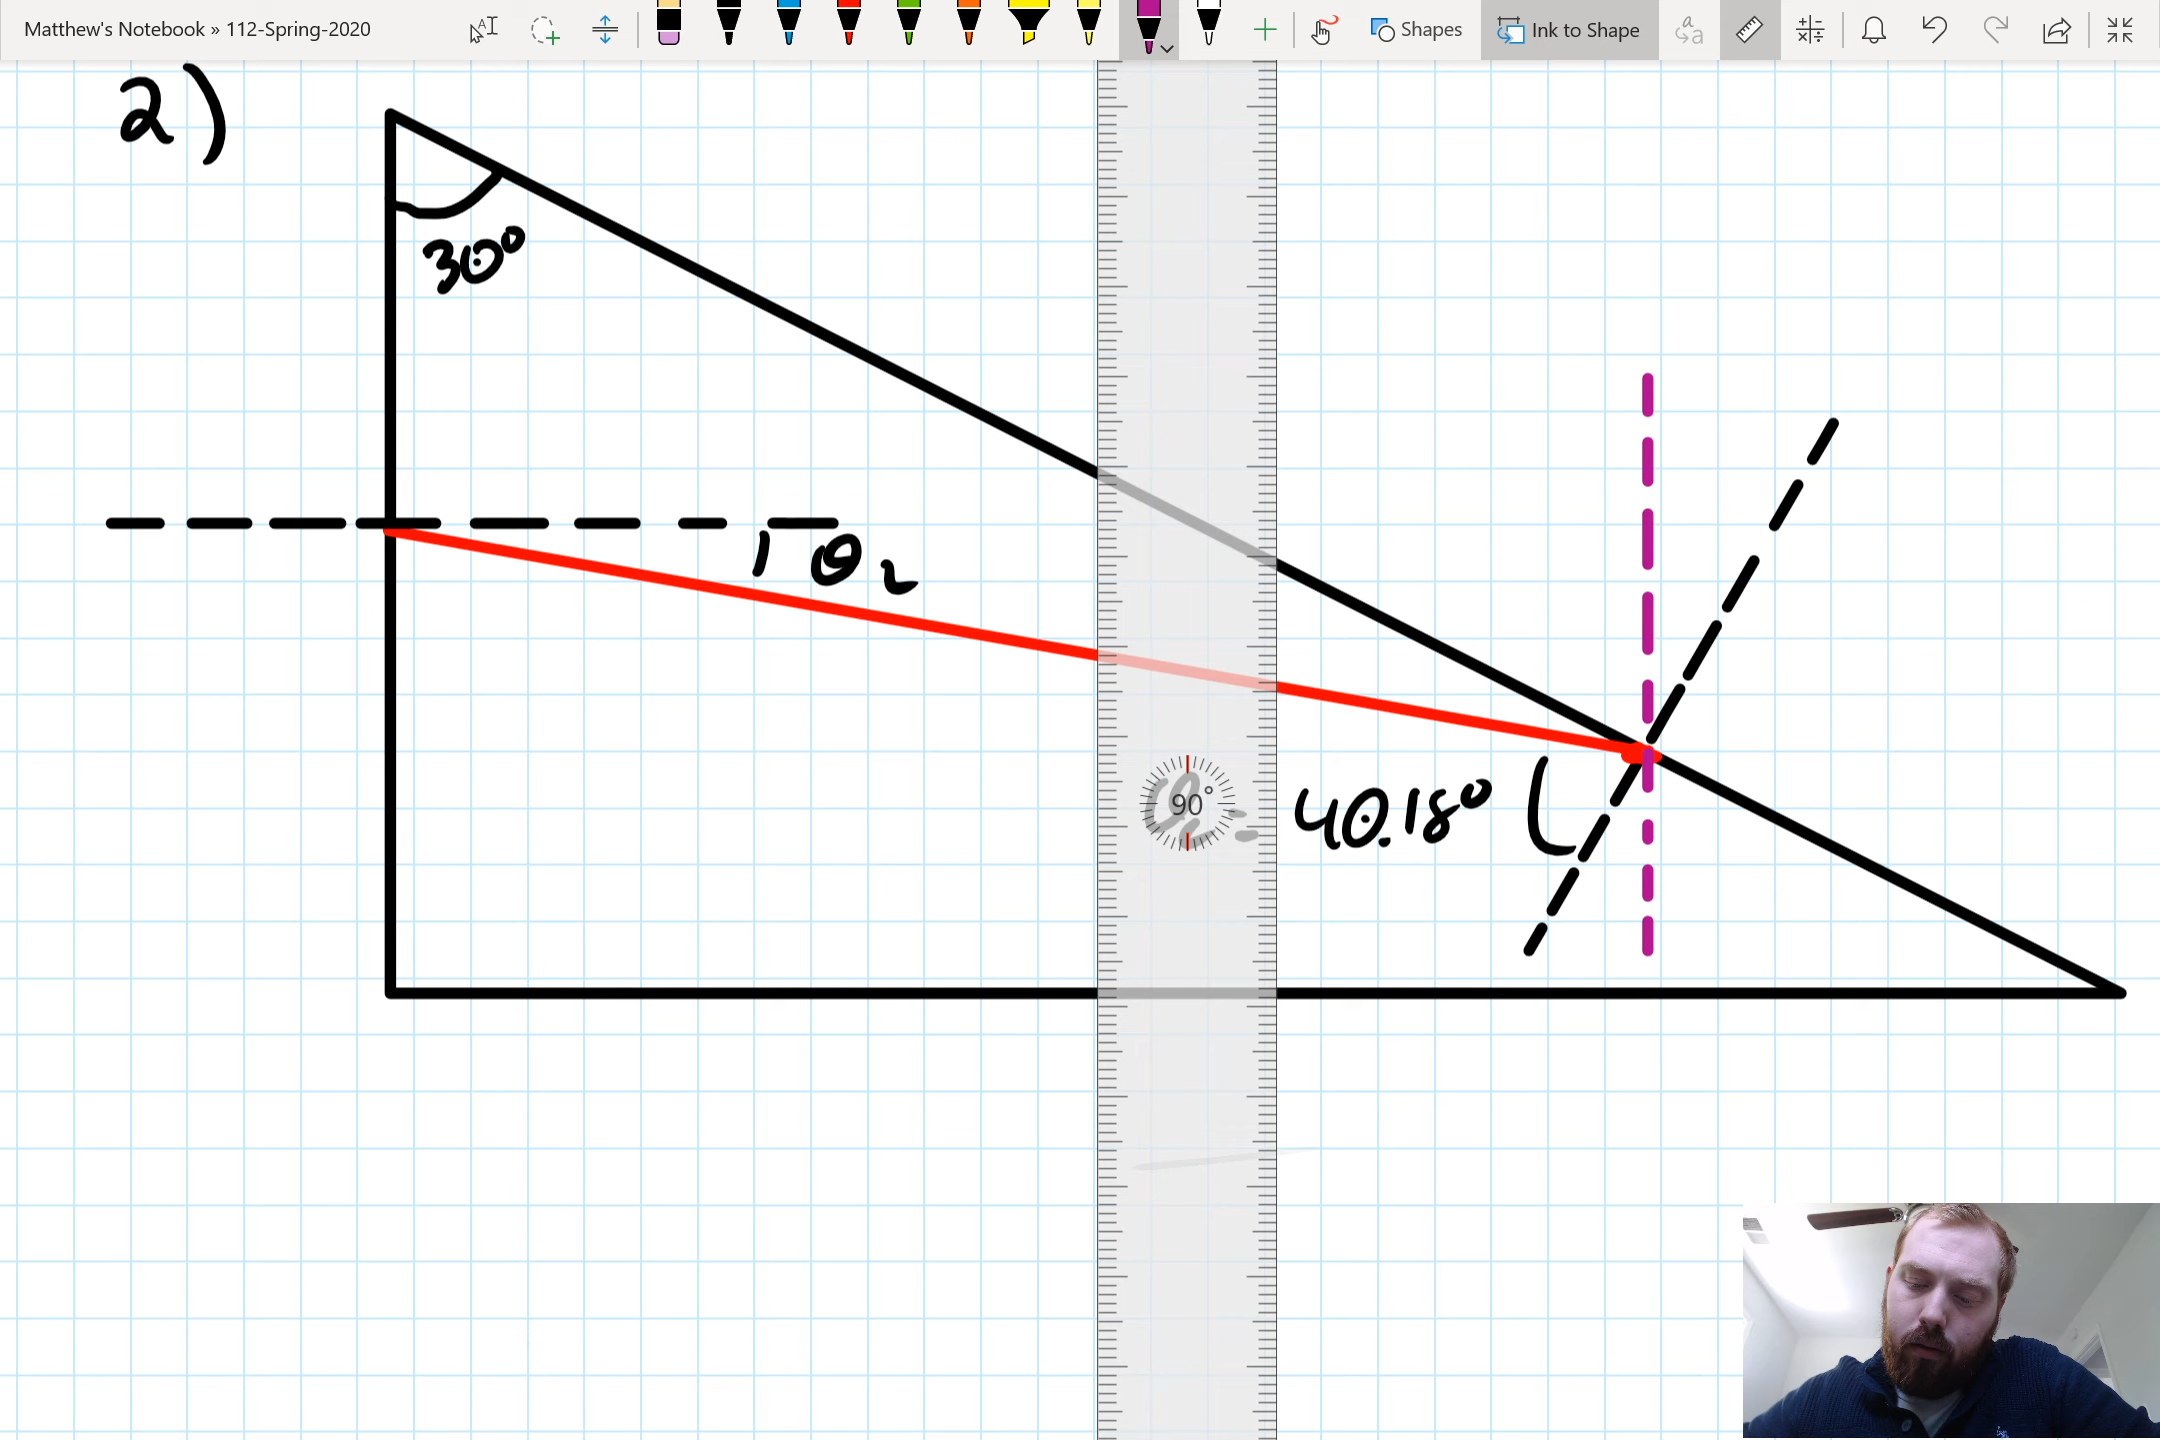 Matthew's Notebook » 112-Spring-2020
Shapes
Ink to Shape
2)
30°
θ2
90°
40.18°